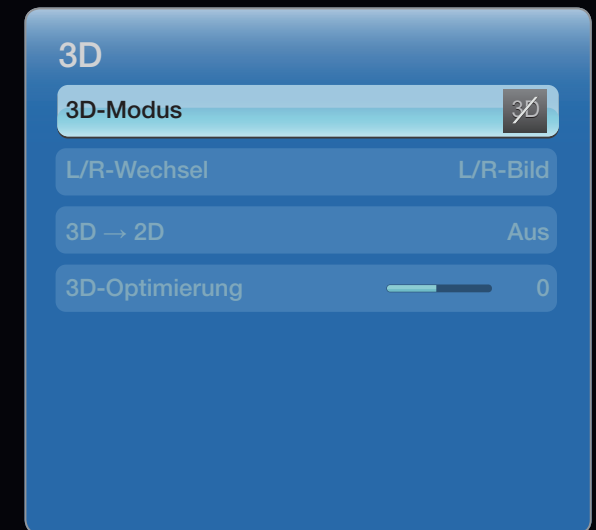 3D
3D-Modus 3D
L/R-Wechsel L/R-Bild
3D → 2D Aus
3D-Optimierung 0